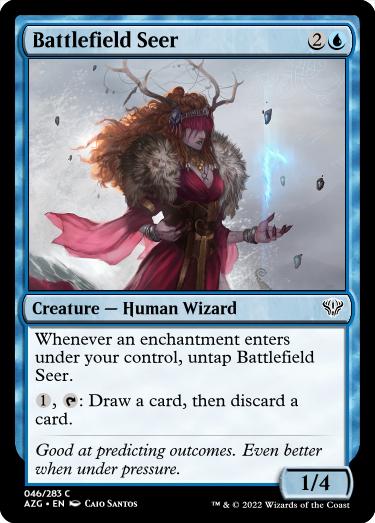 Battlefield Seer 2
Creature — Human Wizard
Whenever an enchantment enters
under your control, untap Battlefield
Seer.
1, : Draw a card, then discard a
card.
Good at predicting outcomes. Even better
when under pressure.
1/4
046/283 C
AZG • EN Caio Santos
™ & © 2022 Wizards of the Coast